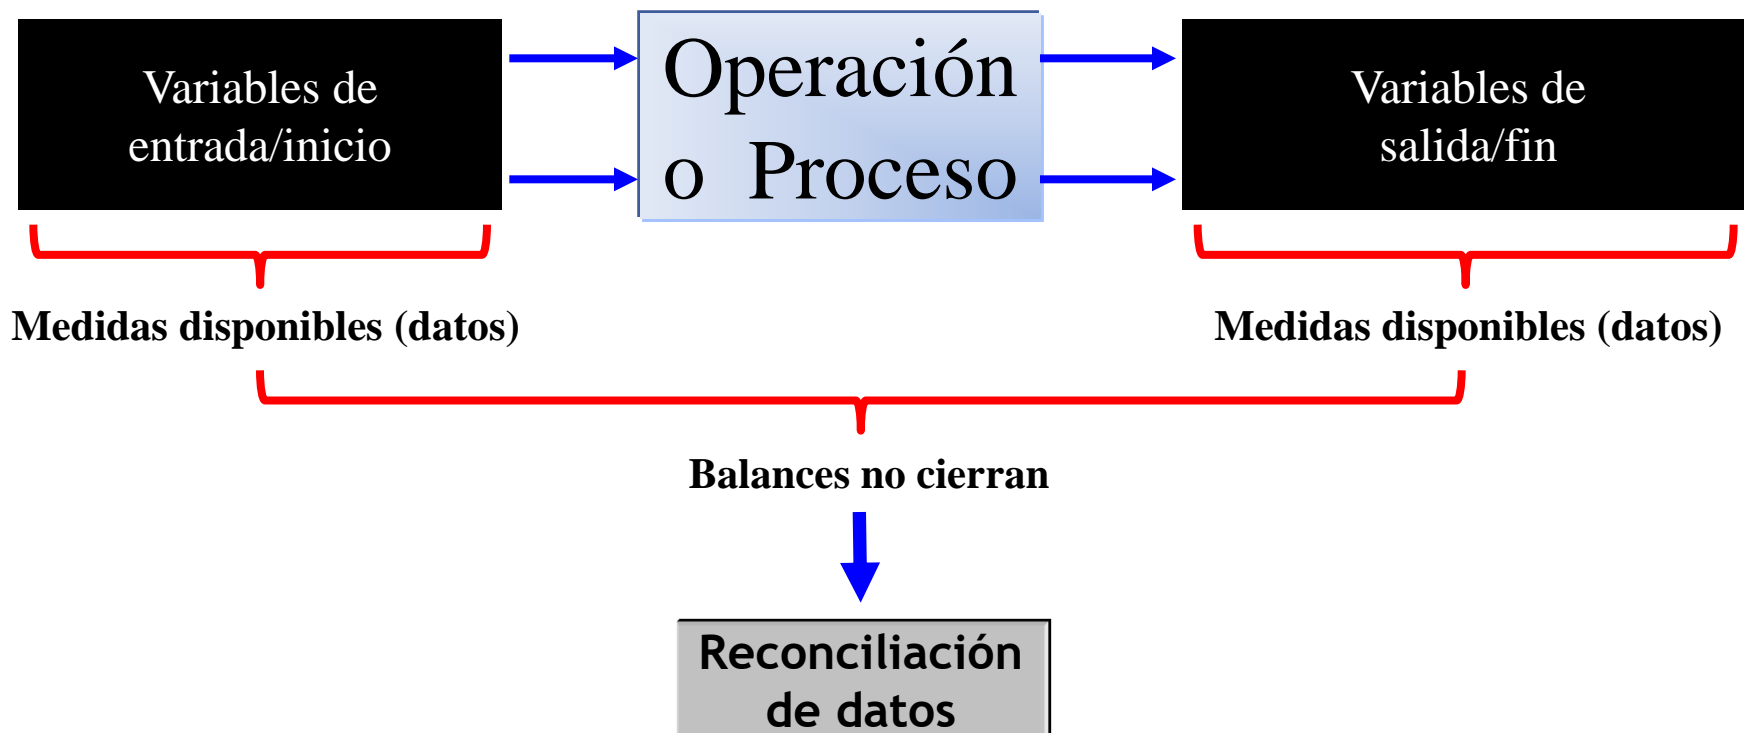 Variables de
entrada/inicio
Operación
o Proceso
Variables de
salida/fin
Medidas disponibles (datos)
Medidas disponibles (datos)
Balances no cierran
Reconciliación
de datos